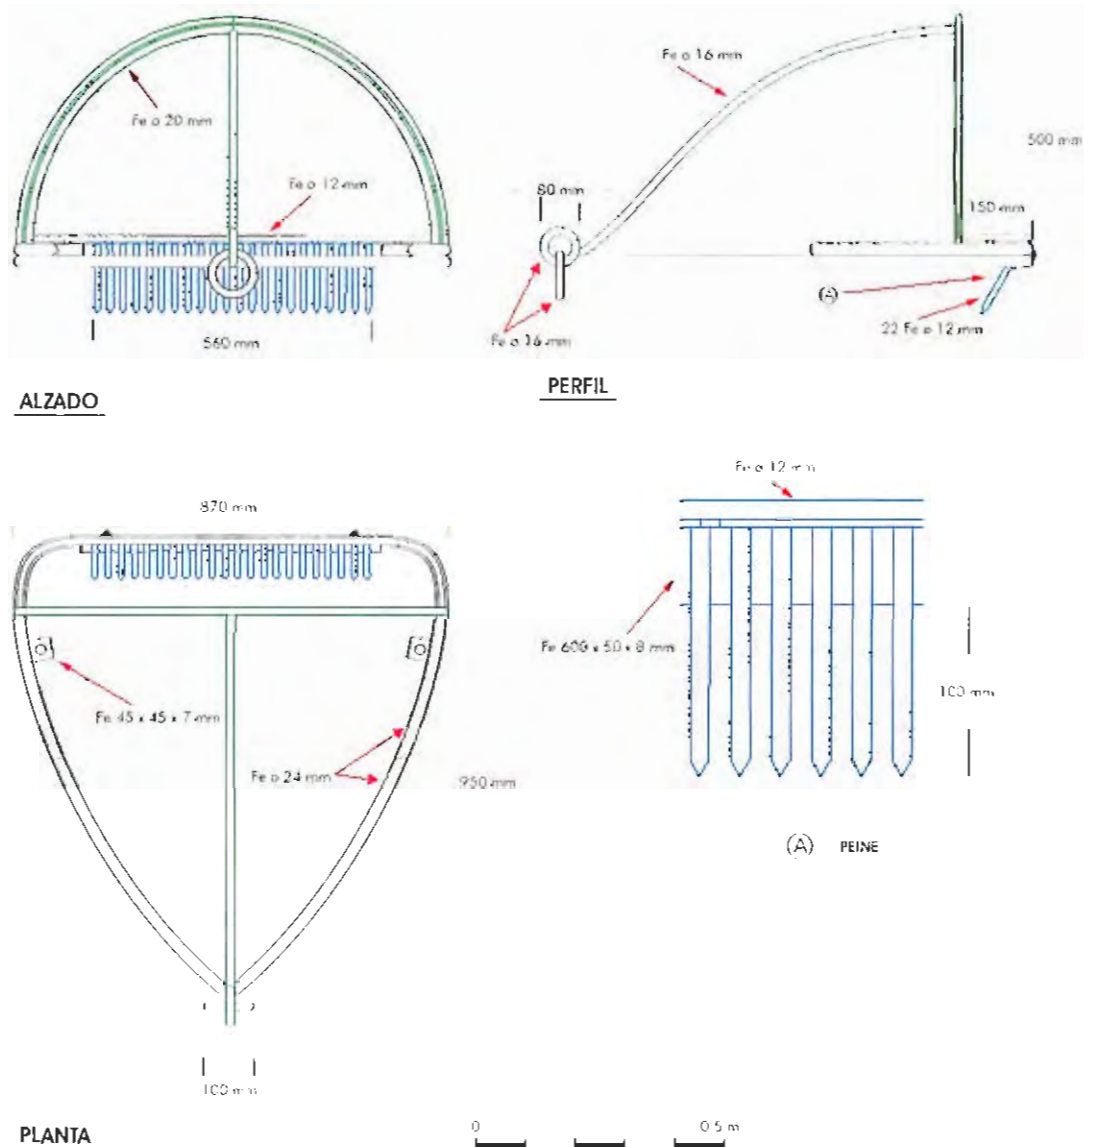 Fe ø 20 mm
Fe ø 12 mm
560 mm
ALZADO
Fe ø 16 mm
80 mm
500 mm
150 mm
A
22 Fe ø 12 mm
Fe ø 16 mm
PERFIL
870 mm
Fe 45 x 45 x 7 mm
Fe ø 24 mm
950 mm
100 mm
PLANTA
Fe ø 12 mm
Fe 600 x 50 x 8 mm
100 mm
A PEINE
0 0 5 m